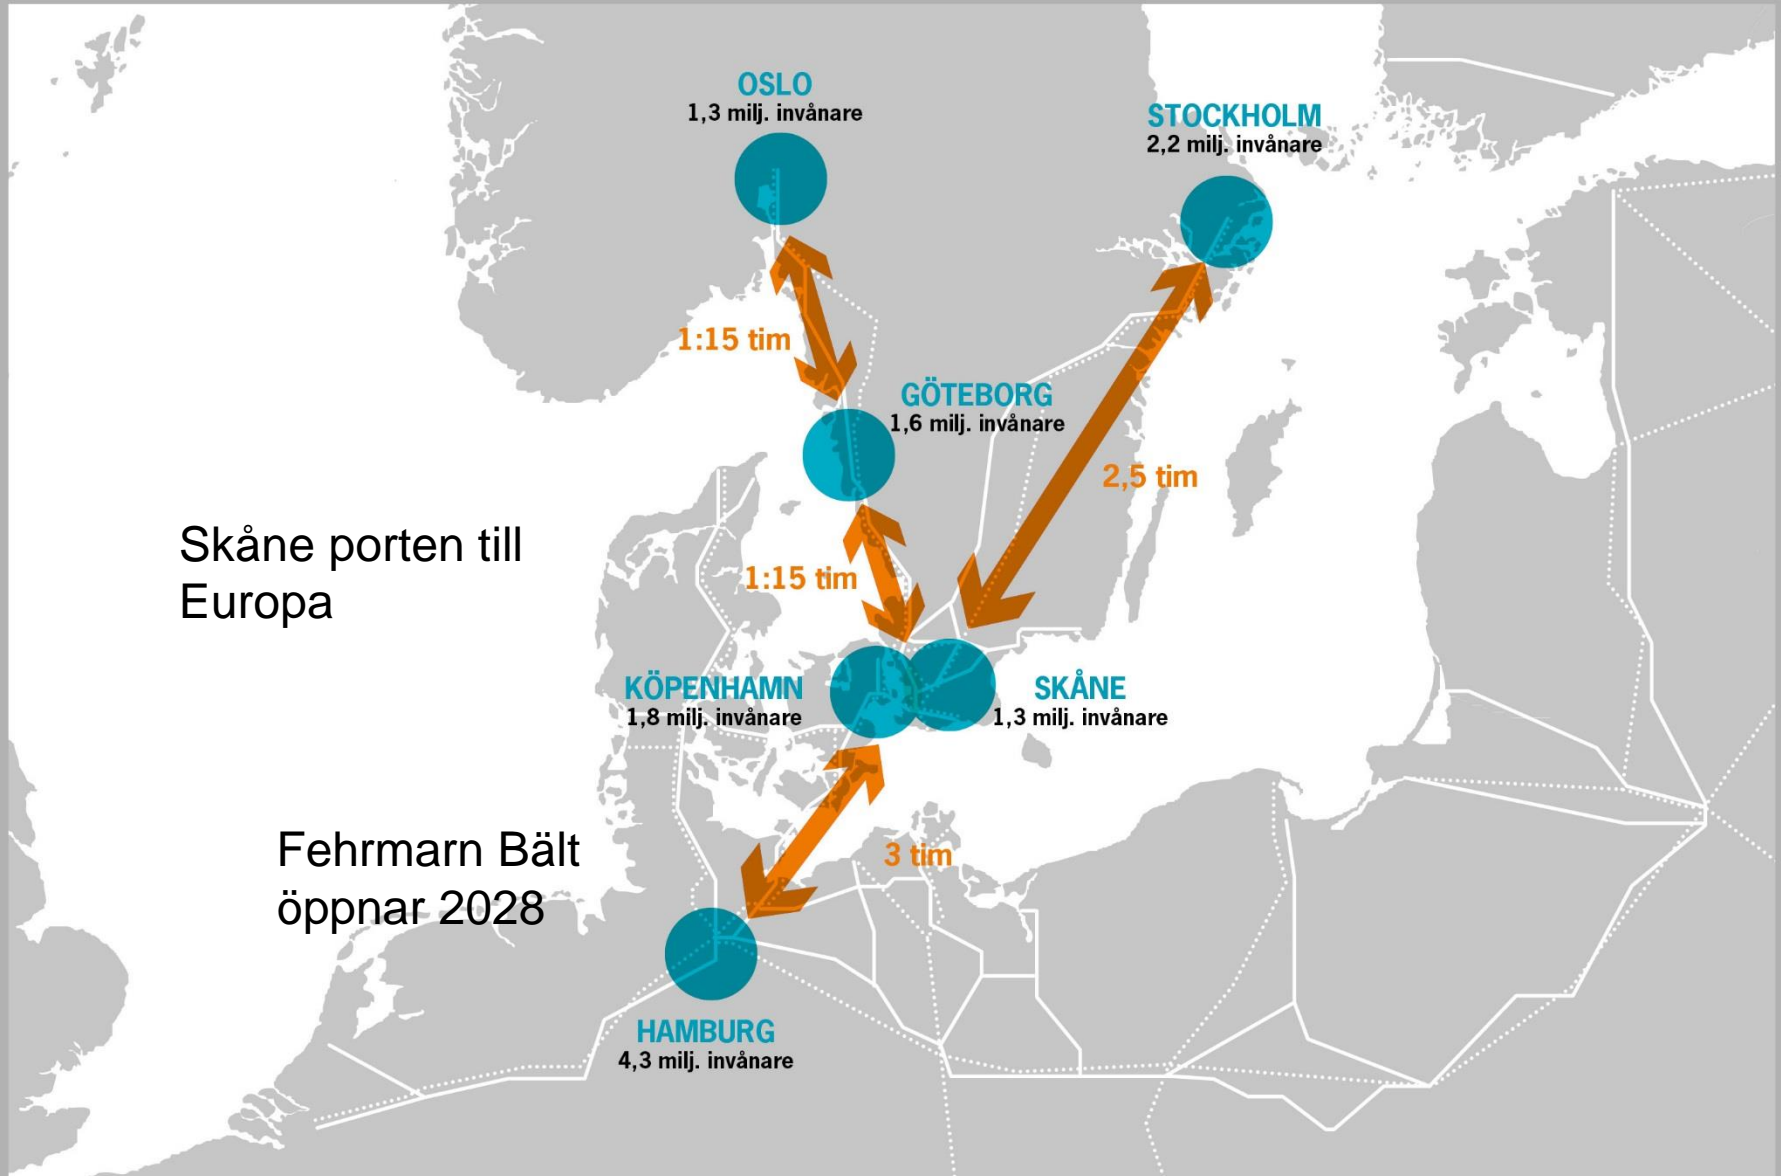 OSLO
1,3 milj. invånare
STOCKHOLM
2,2 milj. invånare
1:15 tim
GÖTEBORG
1,6 milj. invånare
2,5 tim
Skåne porten till
Europa
1:15 tim
KÖPENHAMN
1,8 milj. invånare
SKÅNE
1,3 milj. invånare
Fehrmarn Bält
öppnar 2028
3 tim
HAMBURG
4,3 milj. invånare